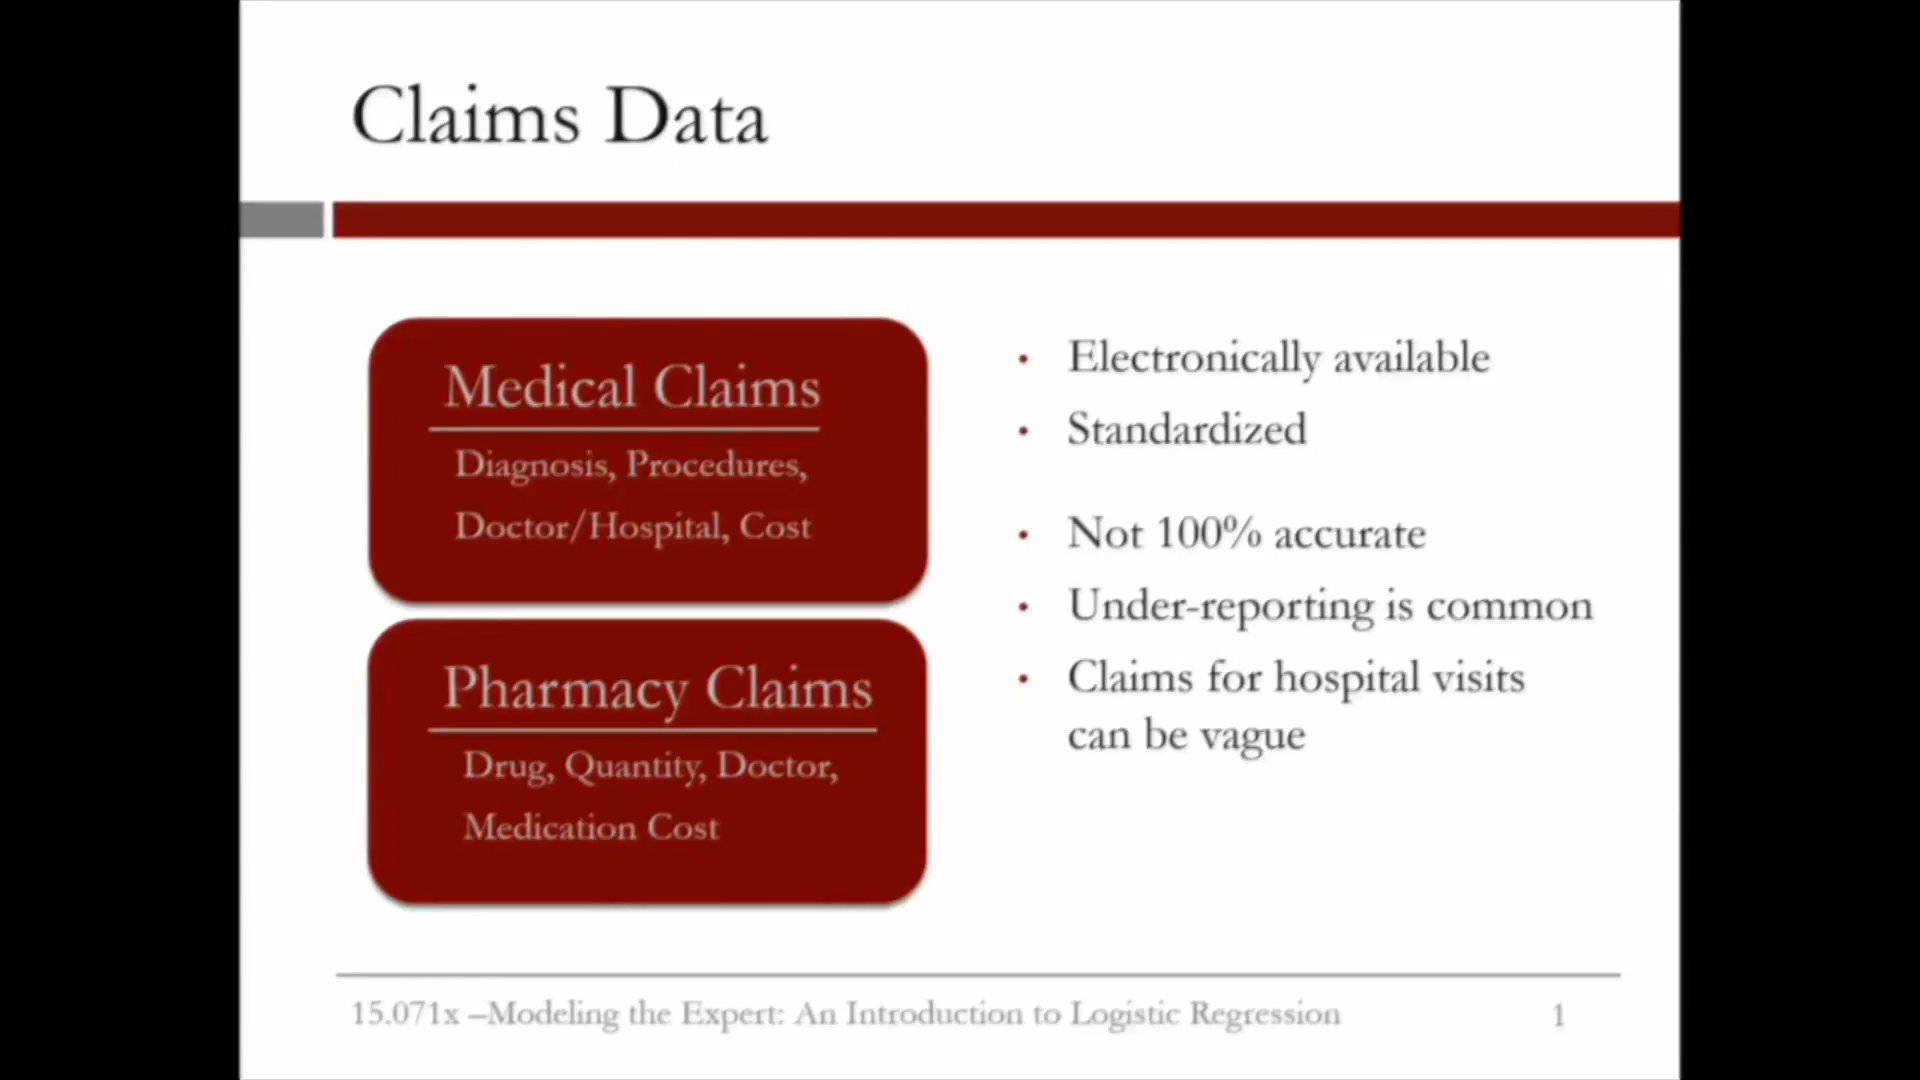 Claims Data
Medical Claims
Diagnosis, Procedures,
Doctor/Hospital, Cost
Pharmacy Claims
Drug, Quantity, Doctor,
Medication Cost
• Electronically available
• Standardized
• Not 100% accurate
• Under-reporting is common
• Claims for hospital visits
can be vague
15.071x –Modeling the Expert: An Introduction to Logistic Regression 1